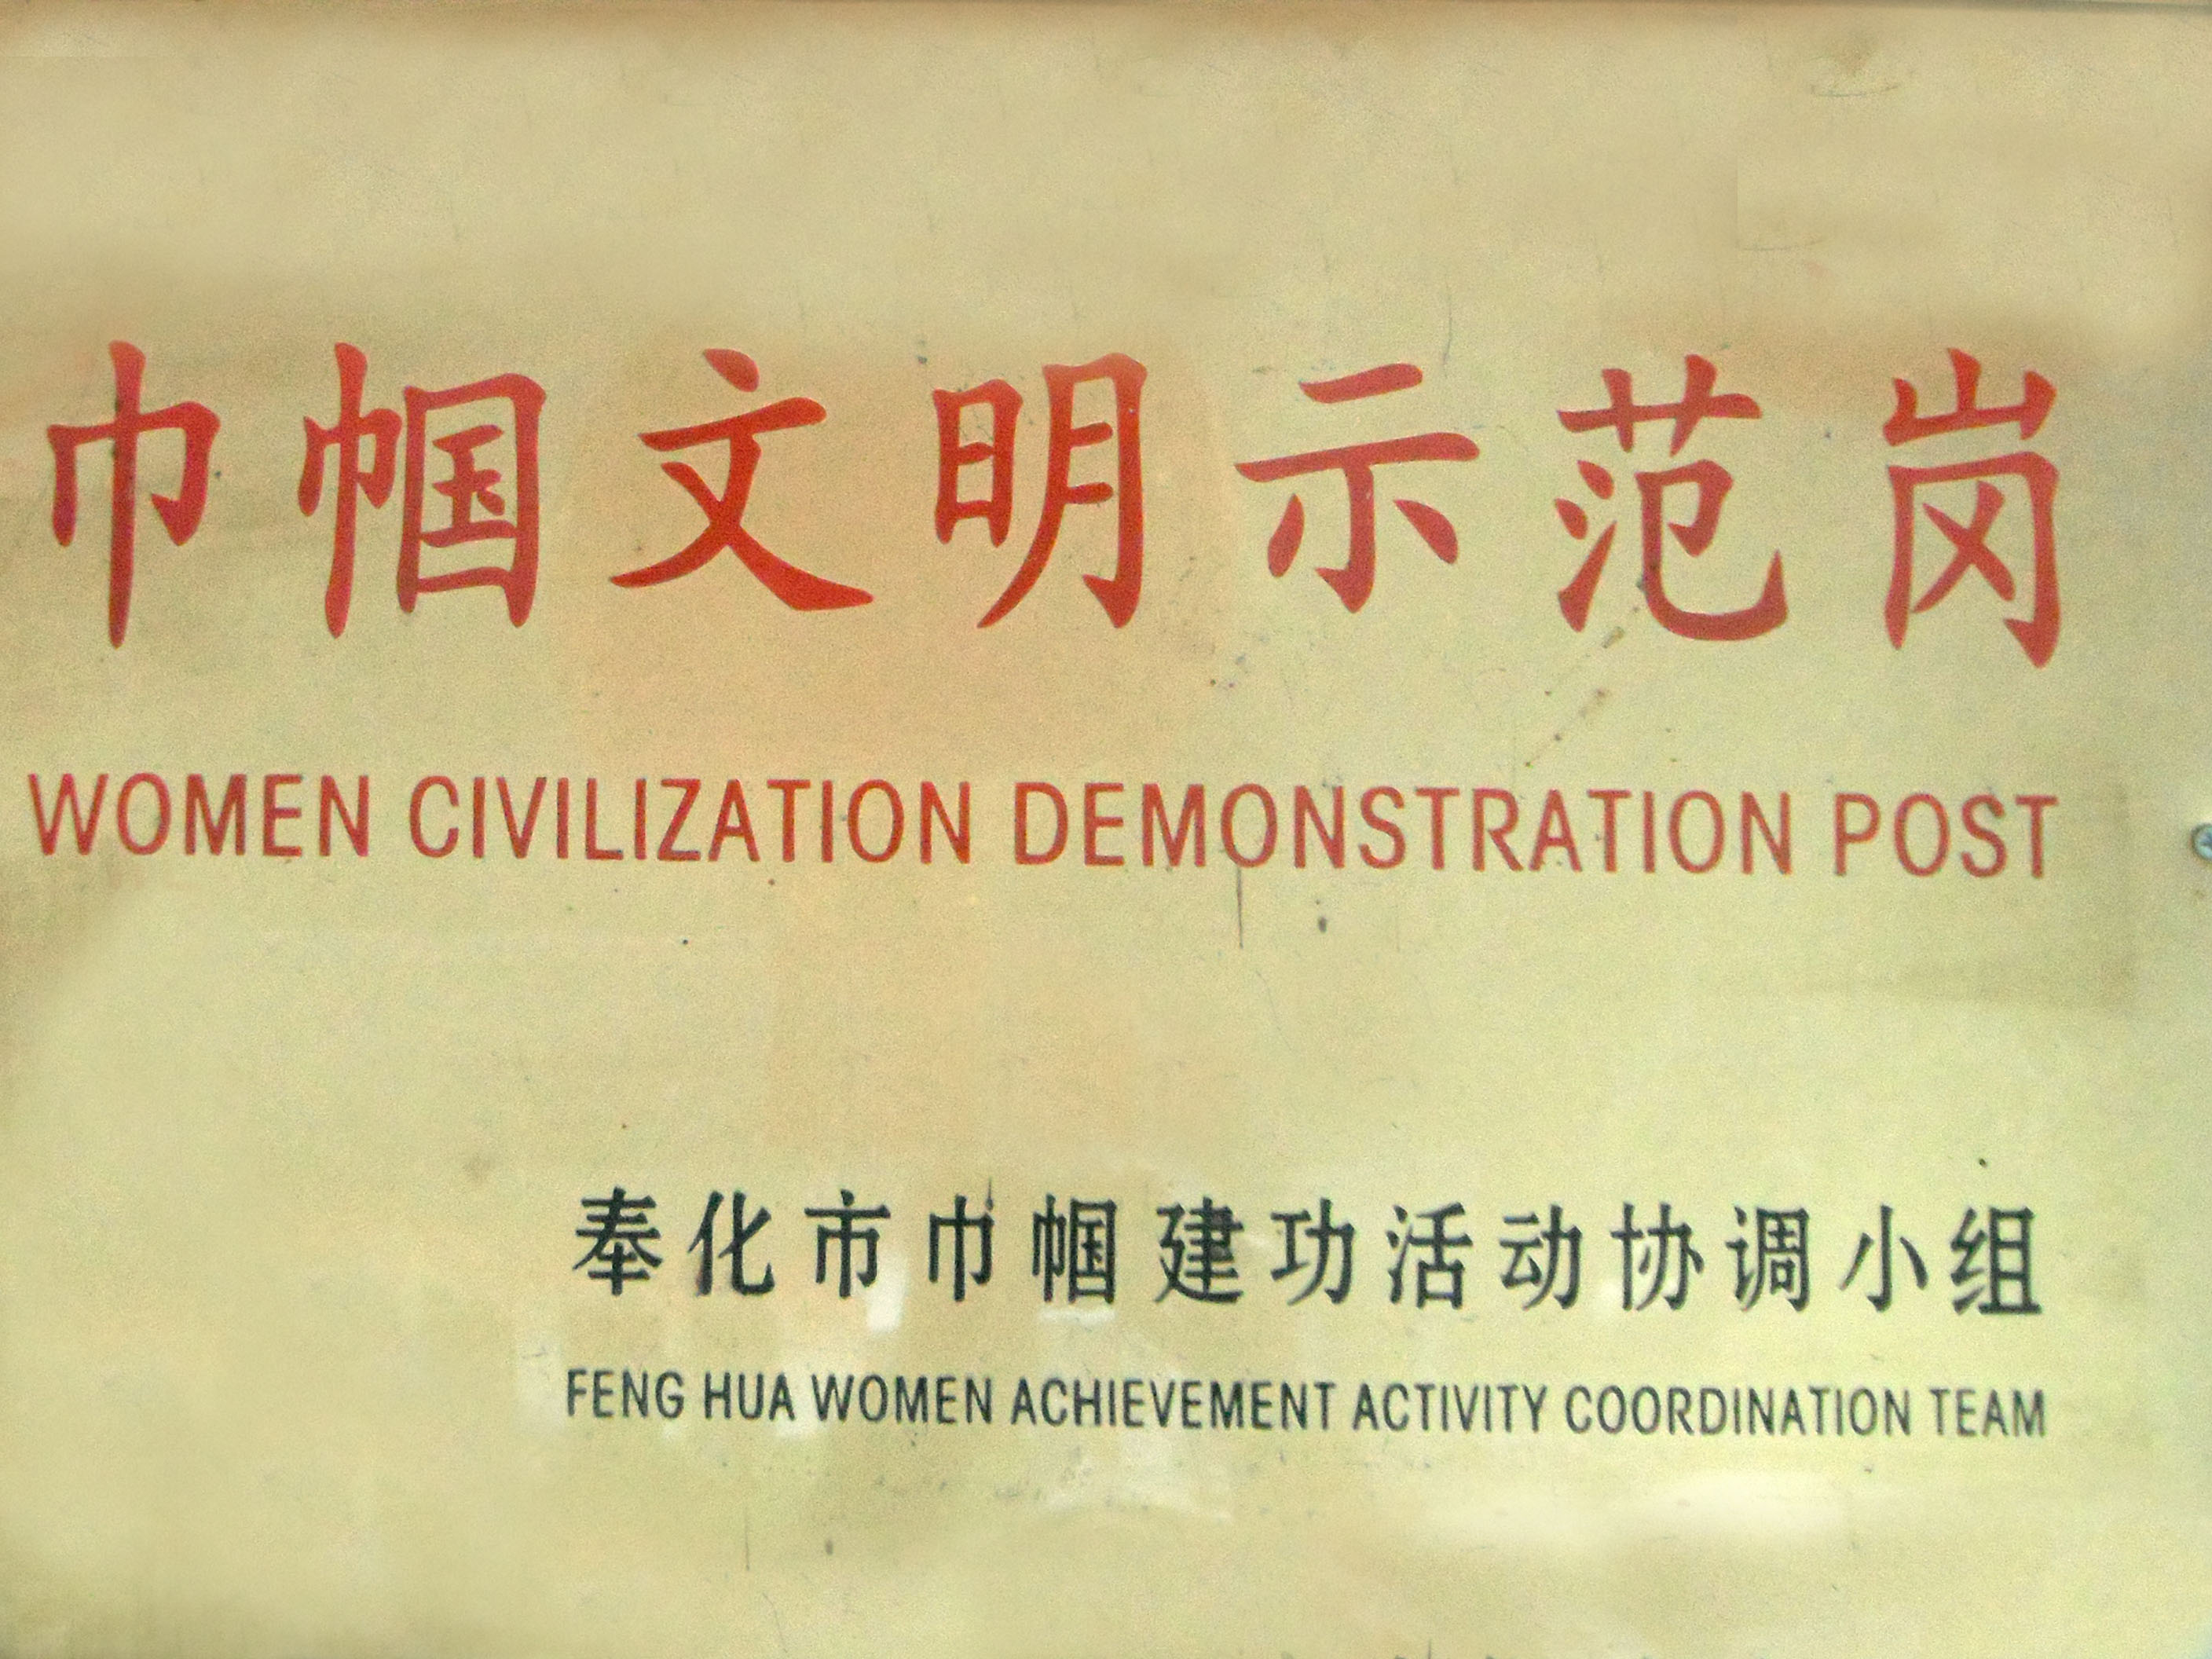 巾帼文明示范岗
WOMEN CIVILIZATION DEMONSTRATION POST
奉化市巾帼建功活动协调小组
FENG HUA WOMEN ACHIEVEMENT ACTIVITY COORDINATION TEAM